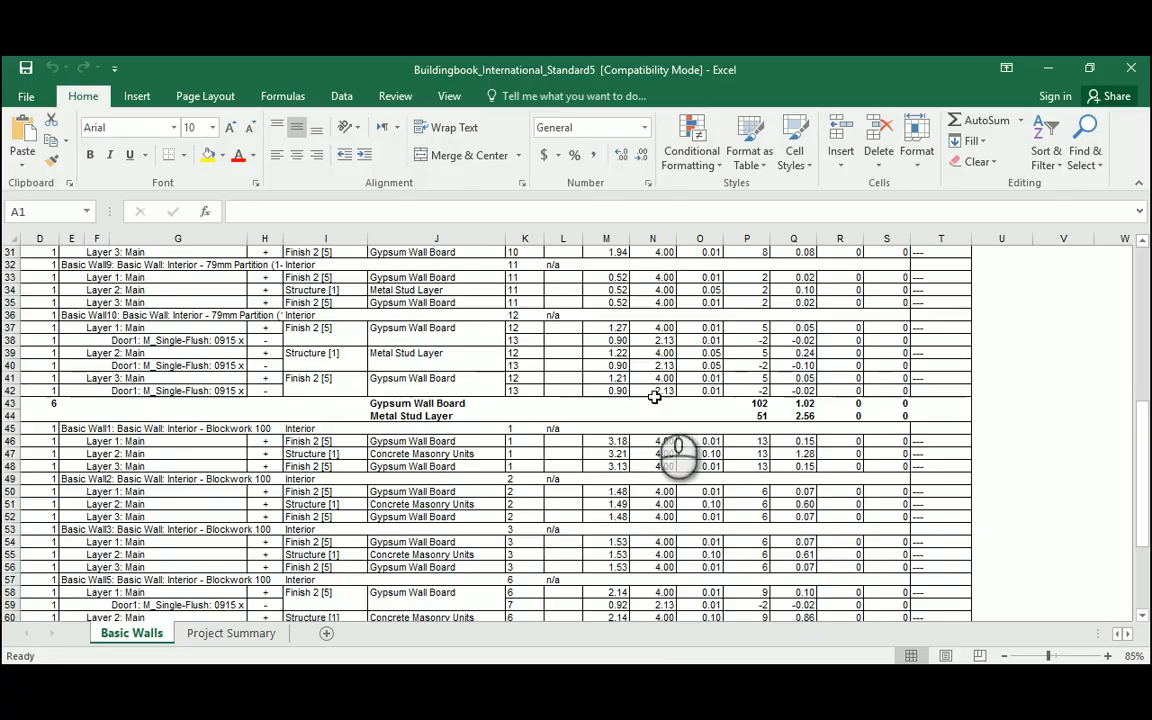 Buildingbook_International_Standard5 [Compatibility Mode] - Excel
File Home Insert Page Layout Formulas Data Review View Tell me what you want to do... Sign in Share
Paste Arial 10 Wrap Text General Conditional Formatting Format as Table Cell Styles Insert Delete Format AutoSum Sort & Filter Find & Select
B I U Merge & Center $ % , Fill
Clear
Clipboard Font Alignment Number Styles Cells Editing
A1 fx
D E F G H I J K L M N O P Q R S T U V W
31 1 Layer 3: Main + Finish 2 [5] Gypsum Wall Board 10 1.94 4.00 0.01 8 0.08 0 0 ---
32 1 Basic Wall9: Basic Wall: Interior - 79mm Partition (1- Interior 11 n/a
33 1 Layer 1: Main + Finish 2 [5] Gypsum Wall Board 11 0.52 4.00 0.01 2 0.02 0 0 ---
34 1 Layer 2: Main + Structure [1] Metal Stud Layer 11 0.52 4.00 0.05 2 0.10 0 0 ---
35 1 Layer 3: Main + Finish 2 [5] Gypsum Wall Board 11 0.52 4.00 0.01 2 0.02 0 0 ---
36 1 Basic Wall10: Basic Wall: Interior - 79mm Partition ( Interior 12 n/a
37 1 Layer 1: Main + Finish 2 [5] Gypsum Wall Board 12 1.27 4.00 0.01 5 0.05 0 0 ---
38 1 Door1: M_Single-Flush: 0915 x - 13 0.90 2.13 0.01 -2 -0.02 0 0
39 1 Layer 2: Main + Structure [1] Metal Stud Layer 12 1.22 4.00 0.05 5 0.24 0 0 ---
40 1 Door1: M_Single-Flush: 0915 x - 13 0.90 2.13 0.05 -2 -0.10 0 0
41 1 Layer 3: Main + Finish 2 [5] Gypsum Wall Board 12 1.21 4.00 0.01 5 0.05 0 0 ---
42 1 Door1: M_Single-Flush: 0915 x - 13 0.90 2.13 0.01 -2 -0.02 0 0
43 6 Gypsum Wall Board 102 1.02 0 0
44 Metal Stud Layer 51 2.56 0 0
45 1 Basic Wall1: Basic Wall: Interior - Blockwork 100 Interior 1 n/a
46 1 Layer 1: Main + Finish 2 [5] Gypsum Wall Board 1 3.18 0.01 13 0.15 0 0 ---
47 1 Layer 2: Main + Structure [1] Concrete Masonry Units 1 3.21 0.10 13 1.28 0 0 ---
48 1 Layer 3: Main + Finish 2 [5] Gypsum Wall Board 1 3.13 0.01 13 0.15 0 0 ---
49 1 Basic Wall2: Basic Wall: Interior - Blockwork 100 Interior 2 n/a
50 1 Layer 1: Main + Finish 2 [5] Gypsum Wall Board 2 1.48 4.00 0.01 6 0.07 0 0 ---
51 1 Layer 2: Main + Structure [1] Concrete Masonry Units 2 1.49 4.00 0.10 6 0.60 0 0 ---
52 1 Layer 3: Main + Finish 2 [5] Gypsum Wall Board 2 1.48 4.00 0.01 6 0.07 0 0 ---
53 1 Basic Wall3: Basic Wall: Interior - Blockwork 100 Interior 3 n/a
54 1 Layer 1: Main + Finish 2 [5] Gypsum Wall Board 3 1.53 4.00 0.01 6 0.07 0 0 ---
55 1 Layer 2: Main + Structure [1] Concrete Masonry Units 3 1.53 4.00 0.10 6 0.61 0 0 ---
56 1 Layer 3: Main + Finish 2 [5] Gypsum Wall Board 3 1.53 4.00 0.01 6 0.07 0 0 ---
57 1 Basic Wall5: Basic Wall: Interior - Blockwork 100 Interior 6 n/a
58 1 Layer 1: Main + Finish 2 [5] Gypsum Wall Board 6 2.14 4.00 0.01 9 0.10 0 0 ---
59 1 Door1: M_Single-Flush: 0915 x - 7 0.92 2.13 0.01 -2 -0.02 0 0
60 1 Layer 2: Main + Structure [1] Concrete Masonry Units 6 2.14 4.00 0.10 9 0.86 0 0 ---
Basic Walls Project Summary
Ready 85%